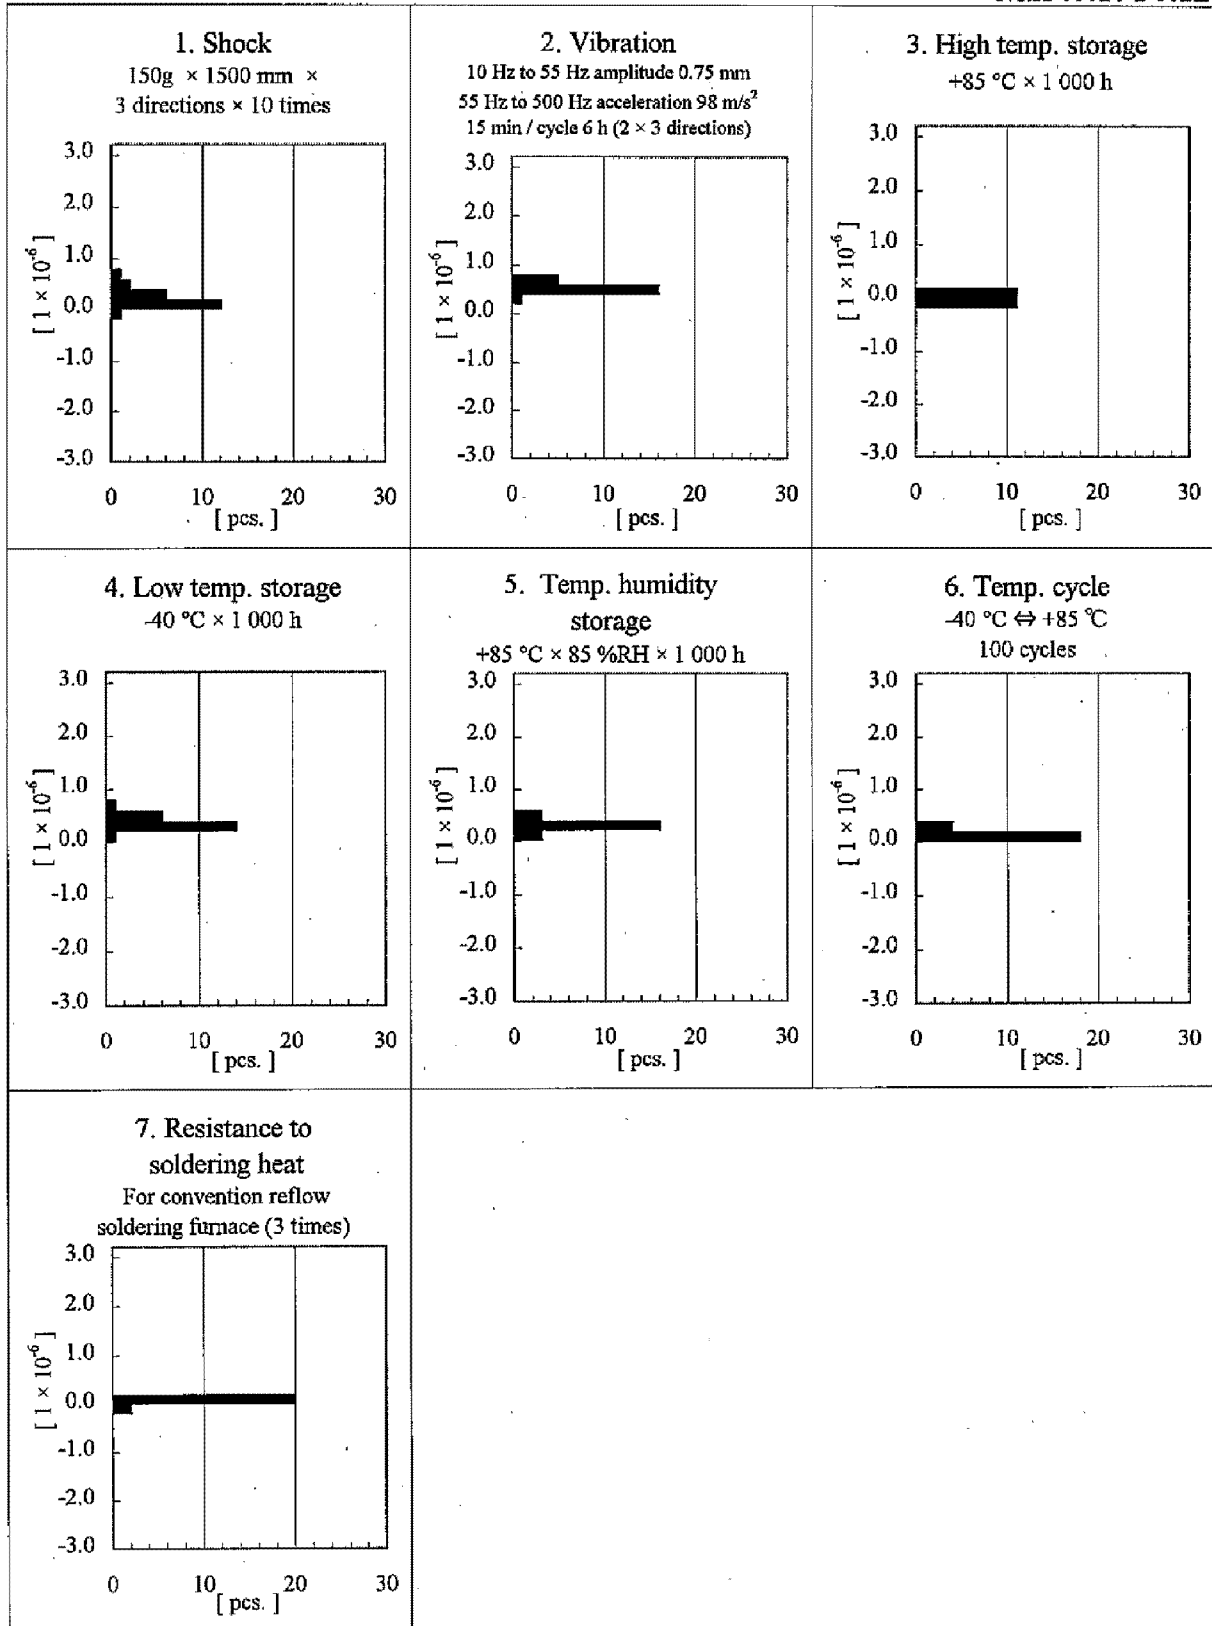 1. Shock
150g × 1500 mm ×
3 directions × 10 times
3.0
2.0
1.0
0.0
-1.0
-2.0
-3.0
[ 1 × 10⁻⁶ ]
0 10 20 30
[ pcs. ]
2. Vibration
10 Hz to 55 Hz amplitude 0.75 mm
55 Hz to 500 Hz acceleration 98 m/s²
15 min / cycle 6 h (2 × 3 directions)
3.0
2.0
1.0
0.0
-1.0
-2.0
-3.0
[ 1 × 10⁻⁶ ]
0 10 20 30
[ pcs. ]
3. High temp. storage
+85 °C × 1 000 h
3.0
2.0
1.0
0.0
-1.0
-2.0
-3.0
[ 1 × 10⁻⁶ ]
0 10 20 30
[ pcs. ]
4. Low temp. storage
-40 °C × 1 000 h
3.0
2.0
1.0
0.0
-1.0
-2.0
-3.0
[ 1 × 10⁻⁶ ]
0 10 20 30
[ pcs. ]
5. Temp. humidity
storage
+85 °C × 85 %RH × 1 000 h
3.0
2.0
1.0
0.0
-1.0
-2.0
-3.0
[ 1 × 10⁻⁶ ]
0 10 20 30
[ pcs. ]
6. Temp. cycle
-40 °C ⇔ +85 °C
100 cycles
3.0
2.0
1.0
0.0
-1.0
-2.0
-3.0
[ 1 × 10⁻⁶ ]
0 10 20 30
[ pcs. ]
7. Resistance to
soldering heat
For convention reflow
soldering furnace (3 times)
3.0
2.0
1.0
0.0
-1.0
-2.0
-3.0
[ 1 × 10⁻⁶ ]
0 10 20 30
[ pcs. ]